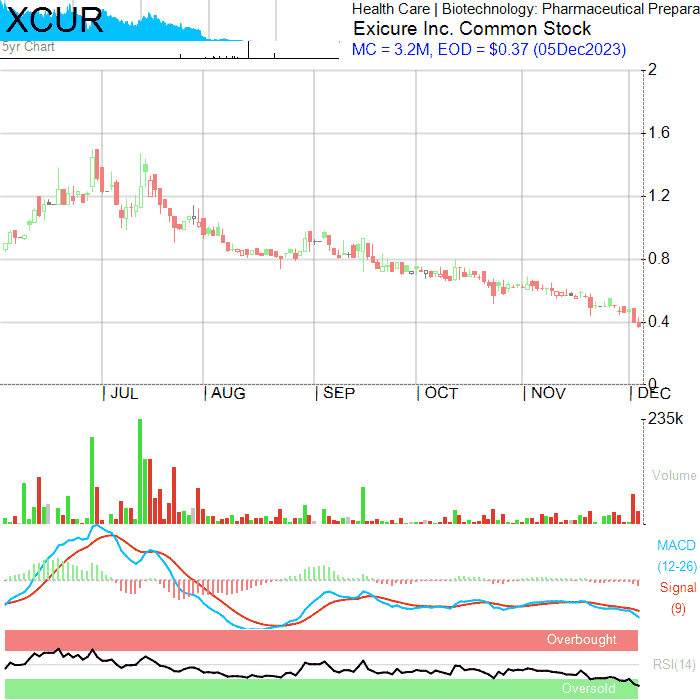 XCUR
Health Care | Biotechnology: Pharmaceutical Prepara
Exicure Inc. Common Stock
5yr Chart
MC = 3.2M, EOD = $0.37 (05Dec2023)
2
1.6
1.2
0.8
0.4
0
JUL
AUG
SEP
OCT
NOV
DEC
235k
Volume
MACD
(12-26)
Signal
(9)
Overbought
RSI(14)
Oversold